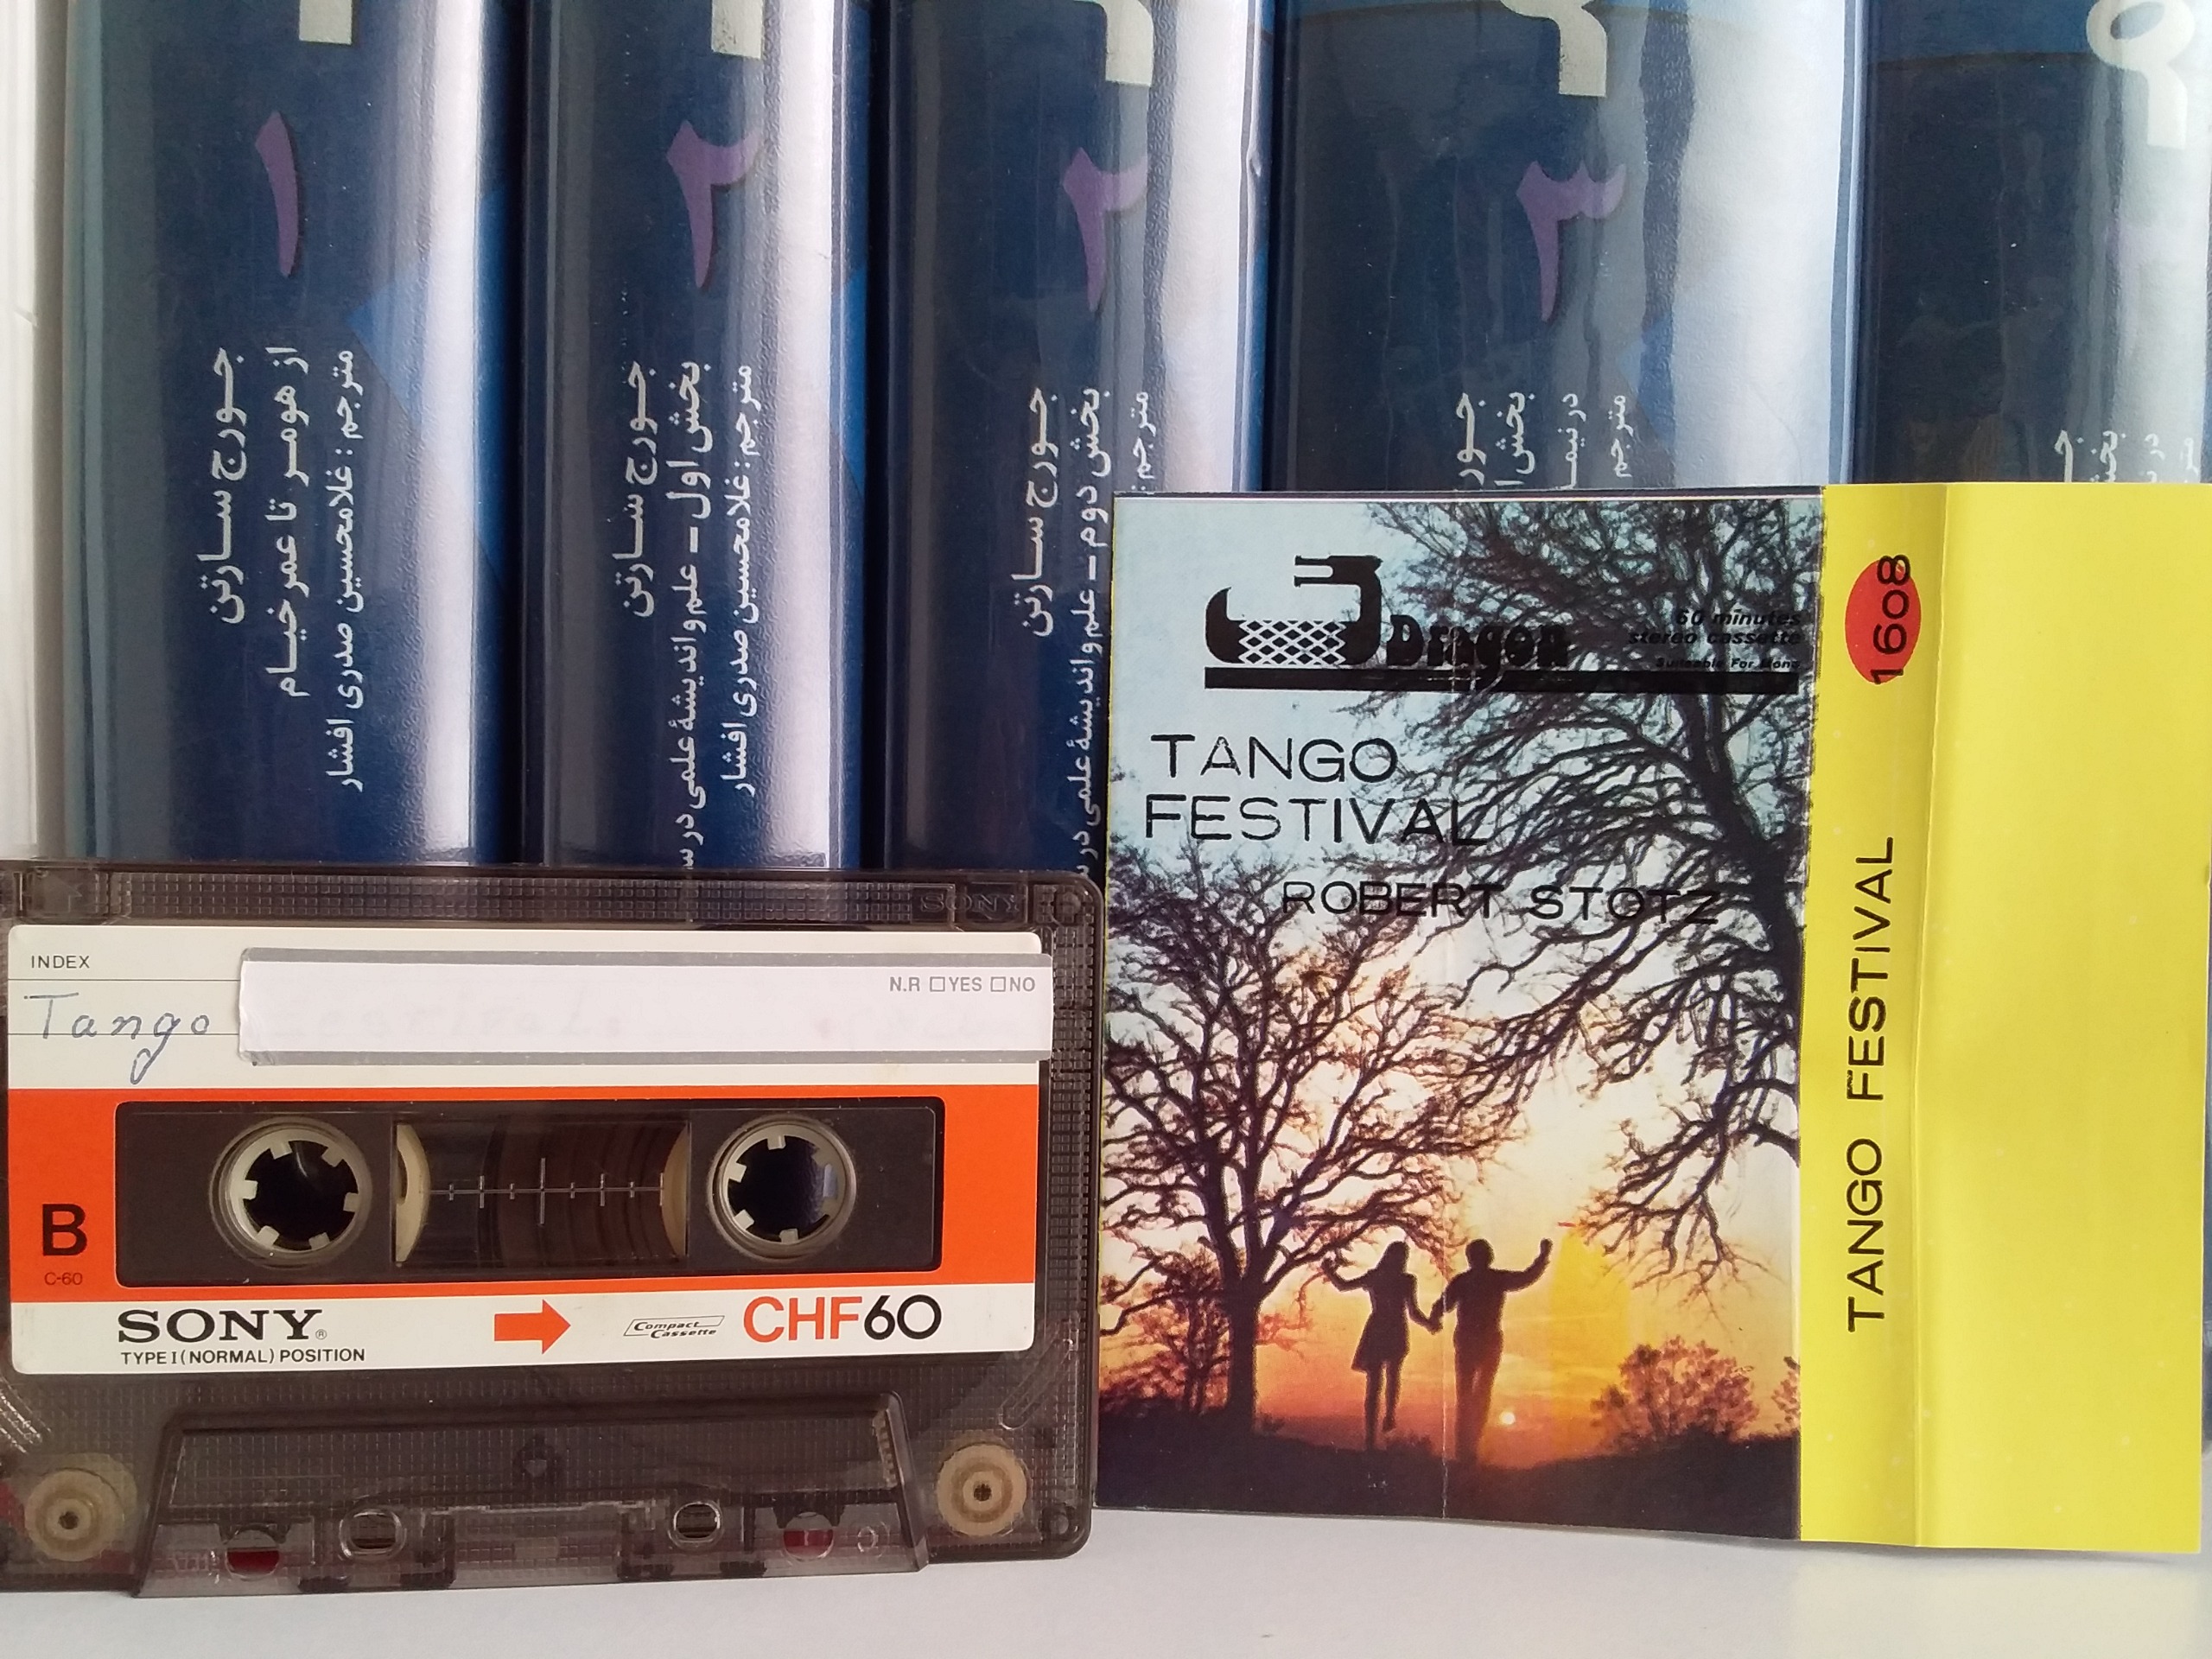 ۱
جورج سارتن
از هومر تا عمر خیام
مترجم: غلامحسین صدری افشار
۲
جورج سارتن
بخش اول - علم و اندیشهٔ علمی در
مترجم: غلامحسین صدری افشار
۲
جورج سارتن
بخش دوم - علم و اندیشهٔ علمی در
مترجم:
۳
بخش
مترجم
Dragon
60 minutes
stereo cassette
TANGO
FESTIVAL
ROBERT STOTZ
1608
TANGO FESTIVAL
SONY
INDEX
N.R YES NO
Tango
B
C-60
SONY®
TYPE I (NORMAL) POSITION
Compact
Cassette
CHF60